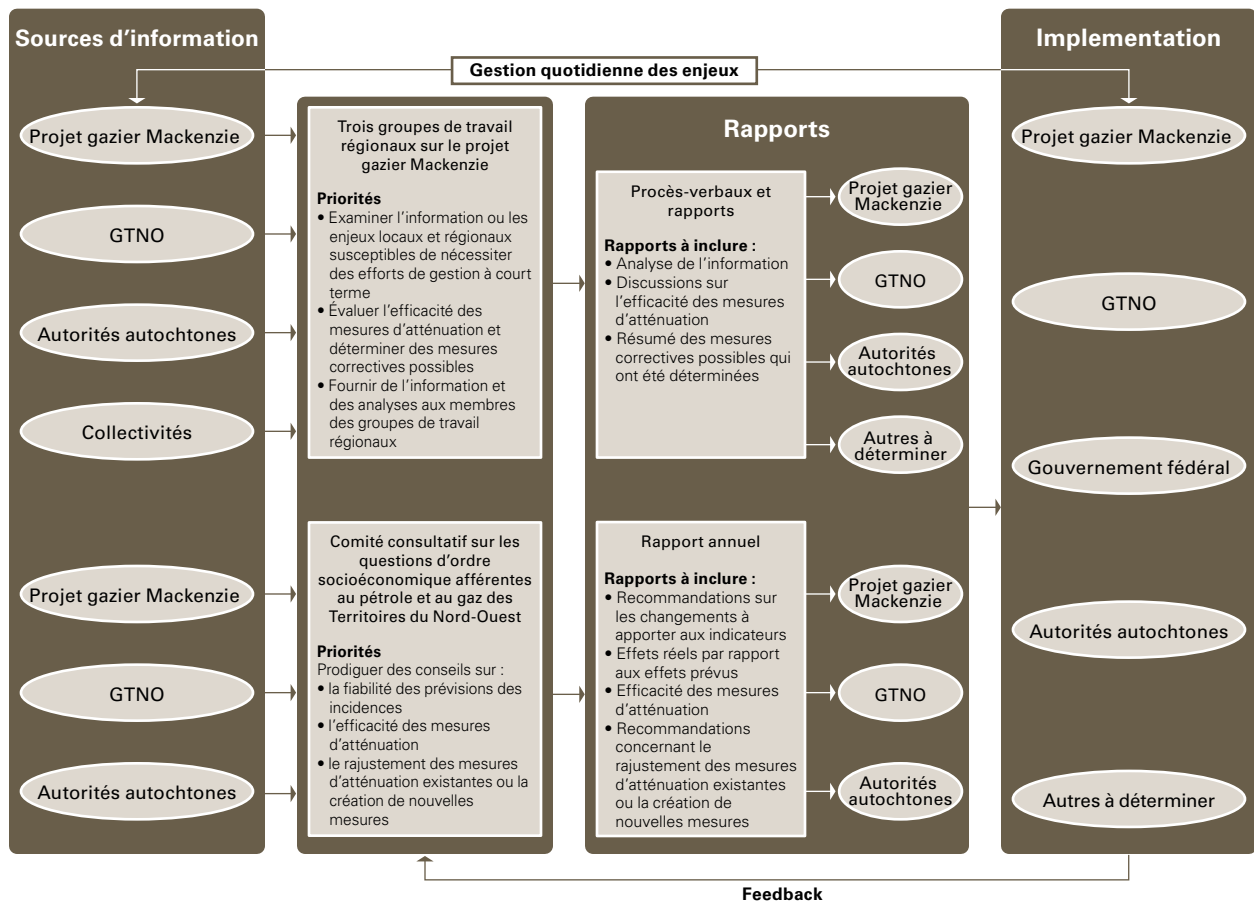 Sources d'information
Implementation
Gestion quotidienne des enjeux
Projet gazier Mackenzie
GTNO
Autorités autochtones
Collectivités
Projet gazier Mackenzie
GTNO
Autorités autochtones
Trois groupes de travail
régionaux sur le projet
gazier Mackenzie
Priorités
• Examiner l'information ou les
enjeux locaux et régionaux
susceptibles de nécessiter
des efforts de gestion à court
terme
• Évaluer l'efficacité des
mesures d'atténuation et
déterminer des mesures
correctives possibles
• Fournir de l'information et
des analyses aux membres
des groupes de travail
régionaux
Comité consultatif sur les
questions d'ordre
socioéconomique afférentes
au pétrole et au gaz des
Territoires du Nord-Ouest
Priorités
Prodiguer des conseils sur :
• la fiabilité des prévisions des
incidences
• l'efficacité des mesures
d'atténuation
• le rajustement des mesures
d'atténuation existantes ou la
création de nouvelles
mesures
Rapports
Procès-verbaux et
rapports
Rapports à inclure :
• Analyse de l'information
• Discussions sur
l'efficacité des mesures
d'atténuation
• Résumé des mesures
correctives possibles qui
ont été déterminées
Projet gazier
Mackenzie
GTNO
Autorités
autochtones
Autres à
déterminer
Rapport annuel
Rapports à inclure :
• Recommandations sur
les changements à
apporter aux indicateurs
• Effets réels par rapport
aux effets prévus
• Efficacité des mesures
d'atténuation
• Recommandations
concernant le
rajustement des mesures
d'atténuation existantes
ou la création de
nouvelles mesures
Projet gazier
Mackenzie
GTNO
Autorités
autochtones
Projet gazier Mackenzie
GTNO
Gouvernement fédéral
Autorités autochtones
Autres à déterminer
Feedback